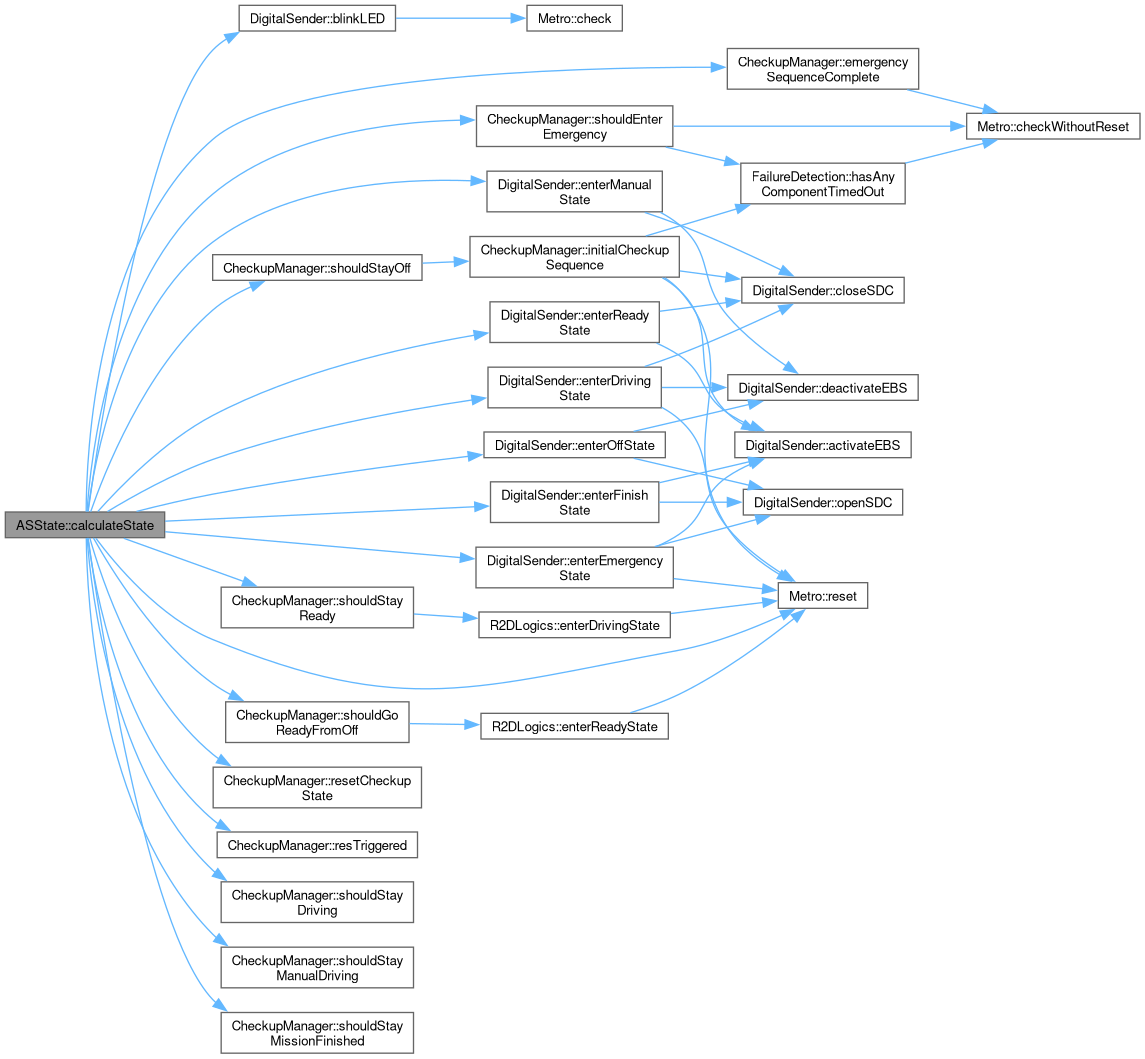 DigitalSender::blinkLED
Metro::check
CheckupManager::emergency
SequenceComplete
CheckupManager::shouldEnter
Emergency
Metro::checkWithoutReset
FailureDetection::hasAny
ComponentTimedOut
DigitalSender::enterManual
State
CheckupManager::initialCheckup
Sequence
CheckupManager::shouldStayOff
DigitalSender::closeSDC
DigitalSender::enterReady
State
DigitalSender::enterDriving
State
DigitalSender::deactivateEBS
DigitalSender::enterOffState
DigitalSender::activateEBS
DigitalSender::enterFinish
State
DigitalSender::openSDC
ASState::calculateState
DigitalSender::enterEmergency
State
CheckupManager::shouldStay
Ready
Metro::reset
R2DLogics::enterDrivingState
CheckupManager::shouldGo
ReadyFromOff
R2DLogics::enterReadyState
CheckupManager::resetCheckup
State
CheckupManager::resTriggered
CheckupManager::shouldStay
Driving
CheckupManager::shouldStay
ManualDriving
CheckupManager::shouldStay
MissionFinished